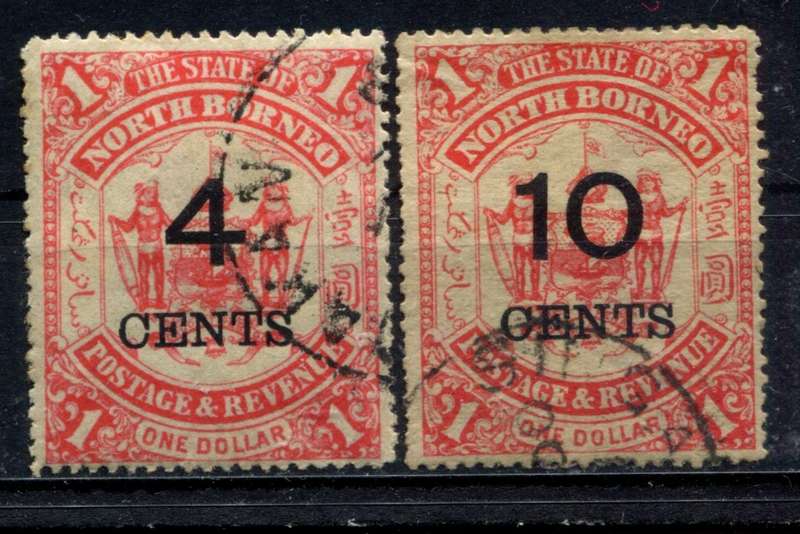 1 THE STATE OF 1
NORTH BORNEO
4
CENTS
POSTAGE & REVENUE
1 ONE DOLLAR 1
1 THE STATE OF 1
NORTH BORNEO
10
CENTS
POSTAGE & REVENUE
1 ONE DOLLAR 1